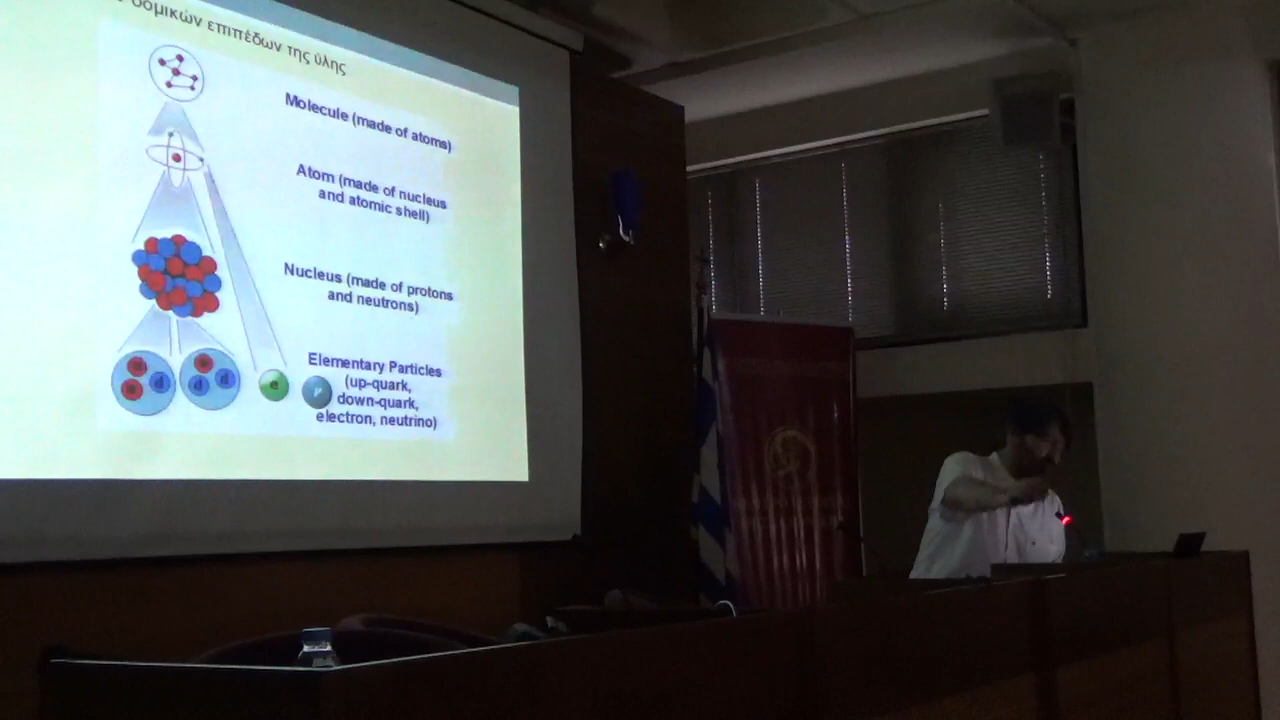 δομικών επιπέδων της ύλης
Molecule (made of atoms)
Atom (made of nucleus
and atomic shell)
Nucleus (made of protons
and neutrons)
Elementary Particles
(up-quark,
down-quark,
electron, neutrino)
d
d
d
e